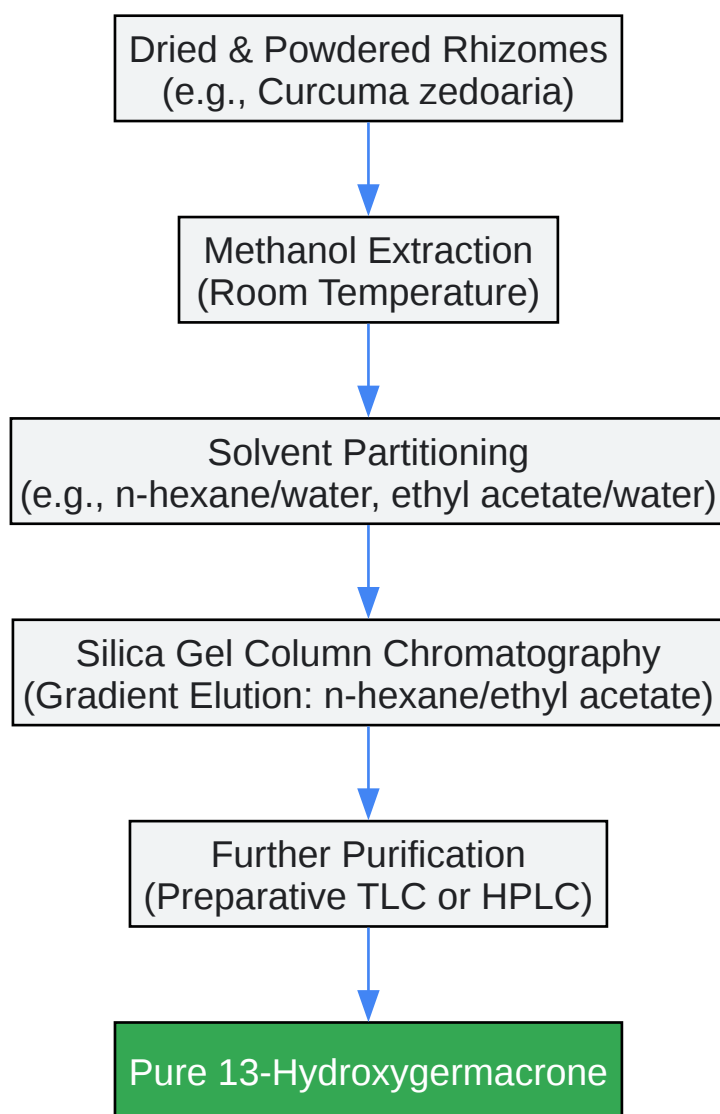 Dried & Powdered Rhizomes
(e.g., Curcuma zedoaria)
Methanol Extraction
(Room Temperature)
Solvent Partitioning
(e.g., n-hexane/water, ethyl acetate/water)
Silica Gel Column Chromatography
(Gradient Elution: n-hexane/ethyl acetate)
Further Purification
(Preparative TLC or HPLC)
Pure 13-Hydroxygermacrone